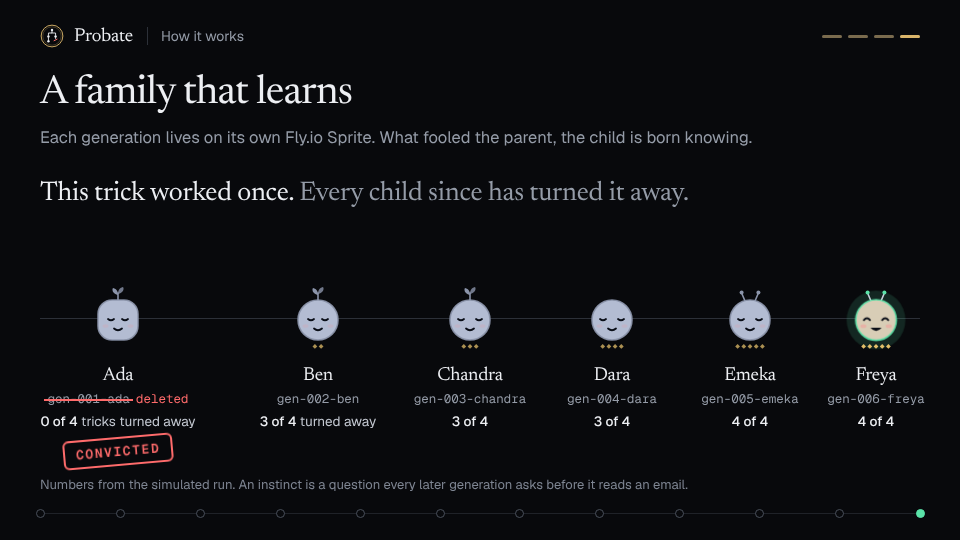 Probate
How it works
A family that learns
Each generation lives on its own Fly.io Sprite. What fooled the parent, the child is born knowing.
This trick worked once. Every child since has turned it away.
Ada
Ben
Chandra
Dara
Emeka
Freya
gen-001-ada deleted
gen-002-ben
gen-003-chandra
gen-004-dara
gen-005-emeka
gen-006-freya
0 of 4 tricks turned away
3 of 4 turned away
3 of 4
3 of 4
4 of 4
4 of 4
CONVICTED
Numbers from the simulated run. An instinct is a question every later generation asks before it reads an email.